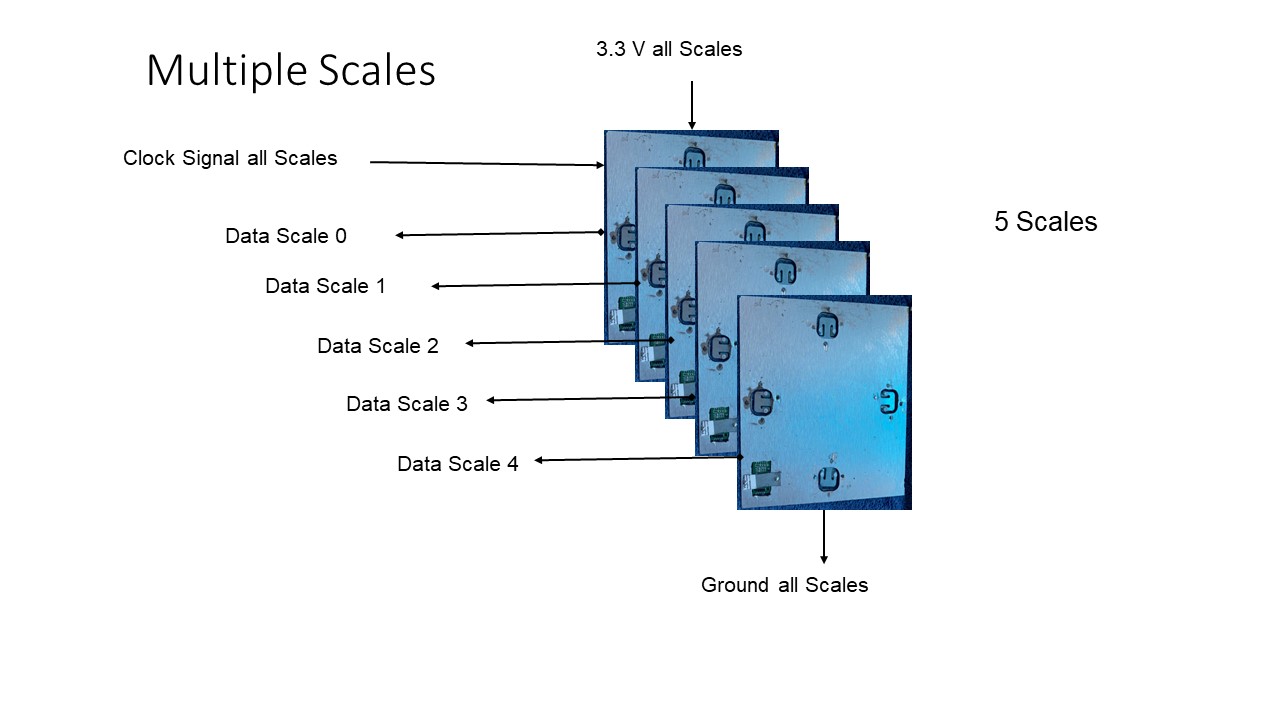 Multiple Scales
3.3 V all Scales
Clock Signal all Scales
Data Scale 0
5 Scales
Data Scale 1
Data Scale 2
Data Scale 3
Data Scale 4
Ground all Scales